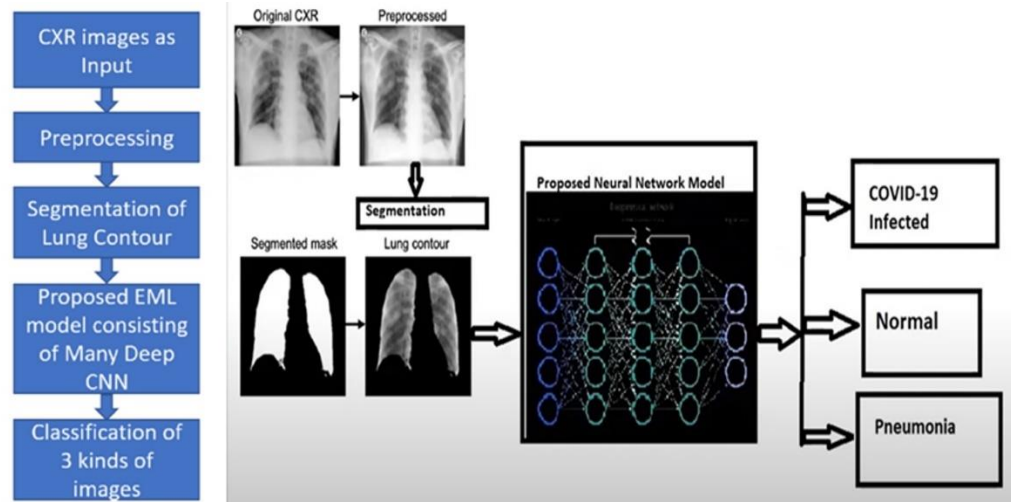 CXR images as
Input
Preprocessing
Segmentation of
Lung Contour
Proposed EML
model consisting
of Many Deep
CNN
Classification of
3 kinds of
images
Original CXR
Preprocessed
Segmentation
Segmented mask
Lung contour
Proposed Neural Network Model
COVID-19
Infected
Normal
Pneumonia